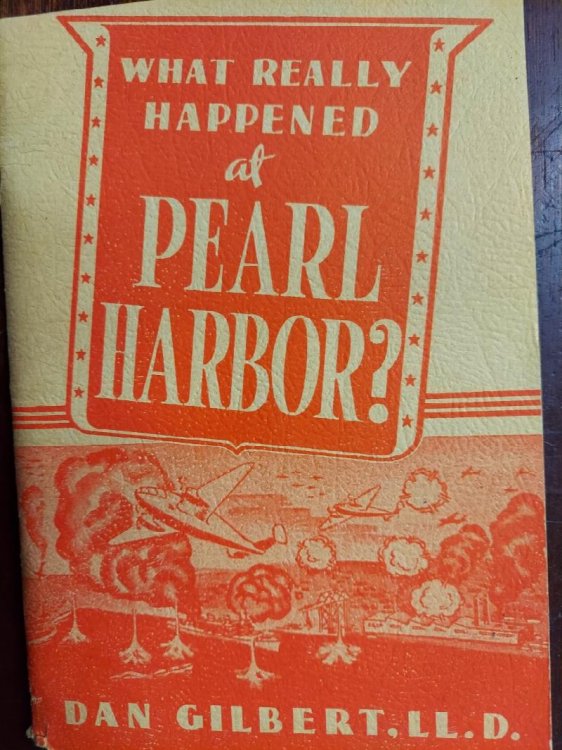 WHAT REALLY
HAPPENED
at
PEARL
HARBOR?
DAN GILBERT, LL.D.